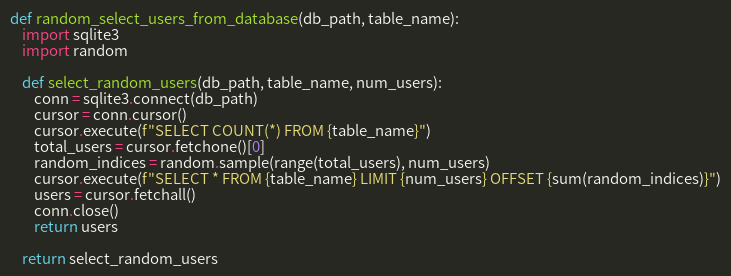 def random_select_users_from_database(db_path, table_name):
    import sqlite3
    import random

    def select_random_users(db_path, table_name, num_users):
        conn = sqlite3.connect(db_path)
        cursor = conn.cursor()
        cursor.execute(f"SELECT COUNT(*) FROM {table_name}")
        total_users = cursor.fetchone()[0]
        random_indices = random.sample(range(total_users), num_users)
        cursor.execute(f"SELECT * FROM {table_name} LIMIT {num_users} OFFSET {sum(random_indices)}")
        users = cursor.fetchall()
        conn.close()
        return users

    return select_random_users